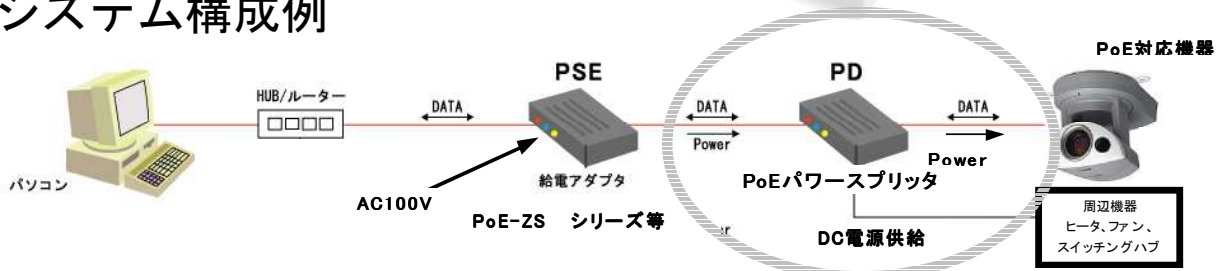 システム構成例
PoE対応機器
PSE
PD
HUB/ルーター
DATA
DATA
DATA
Power
Power
パソコン
AC100V
給電アダプタ
PoEパワースプリッタ
PoE-ZS シリーズ等
DC電源供給
周辺機器
ヒータ、ファン、
スイッチングハブ